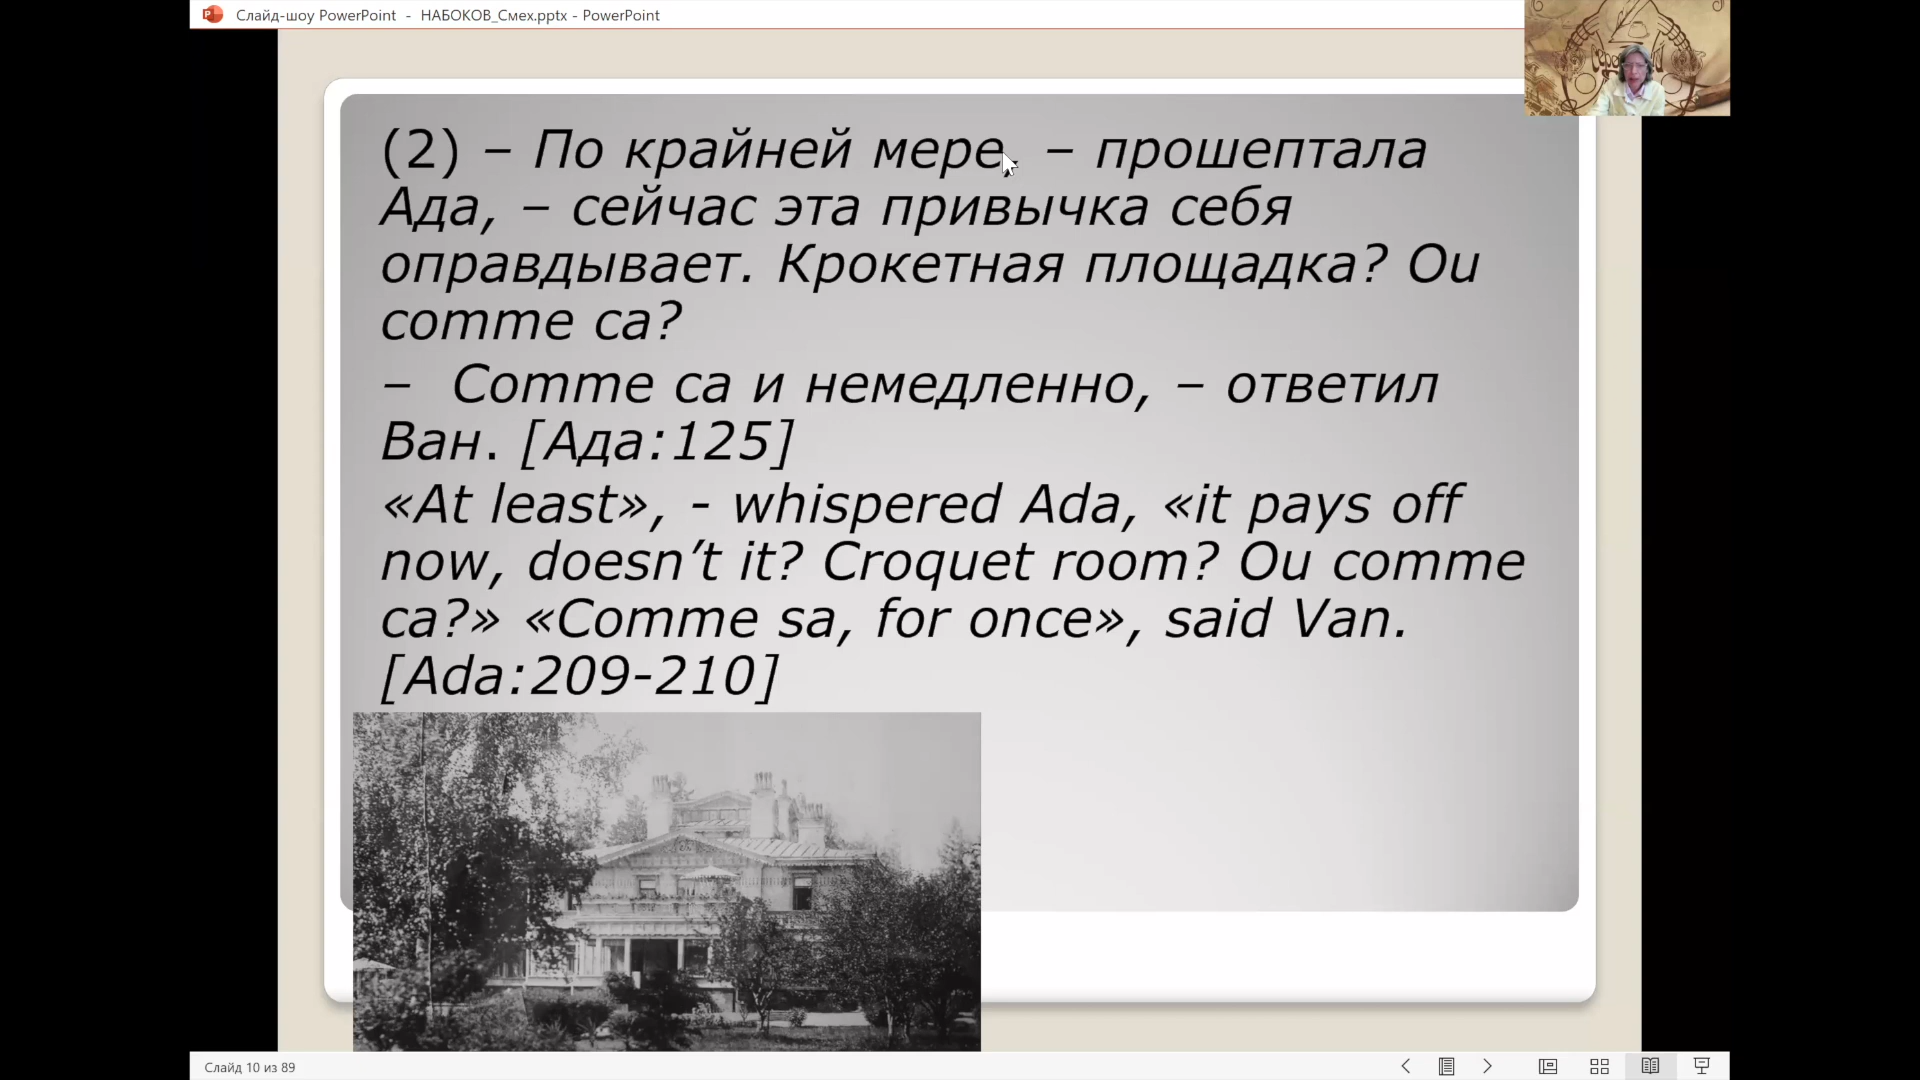 Слайд-шоу PowerPoint - НАБОКОВ_Смех.pptx - PowerPoint
(2) – По крайней мере, – прошептала
Ада, – сейчас эта привычка себя
оправдывает. Крокетная площадка? Ou
comme ca?
– Comme ca и немедленно, – ответил
Ван. [Ада:125]
«At least», - whispered Ada, «it pays off
now, doesn’t it? Croquet room? Ou comme
ca?» «Comme sa, for once», said Van.
[Ada:209-210]
Слайд 10 из 89